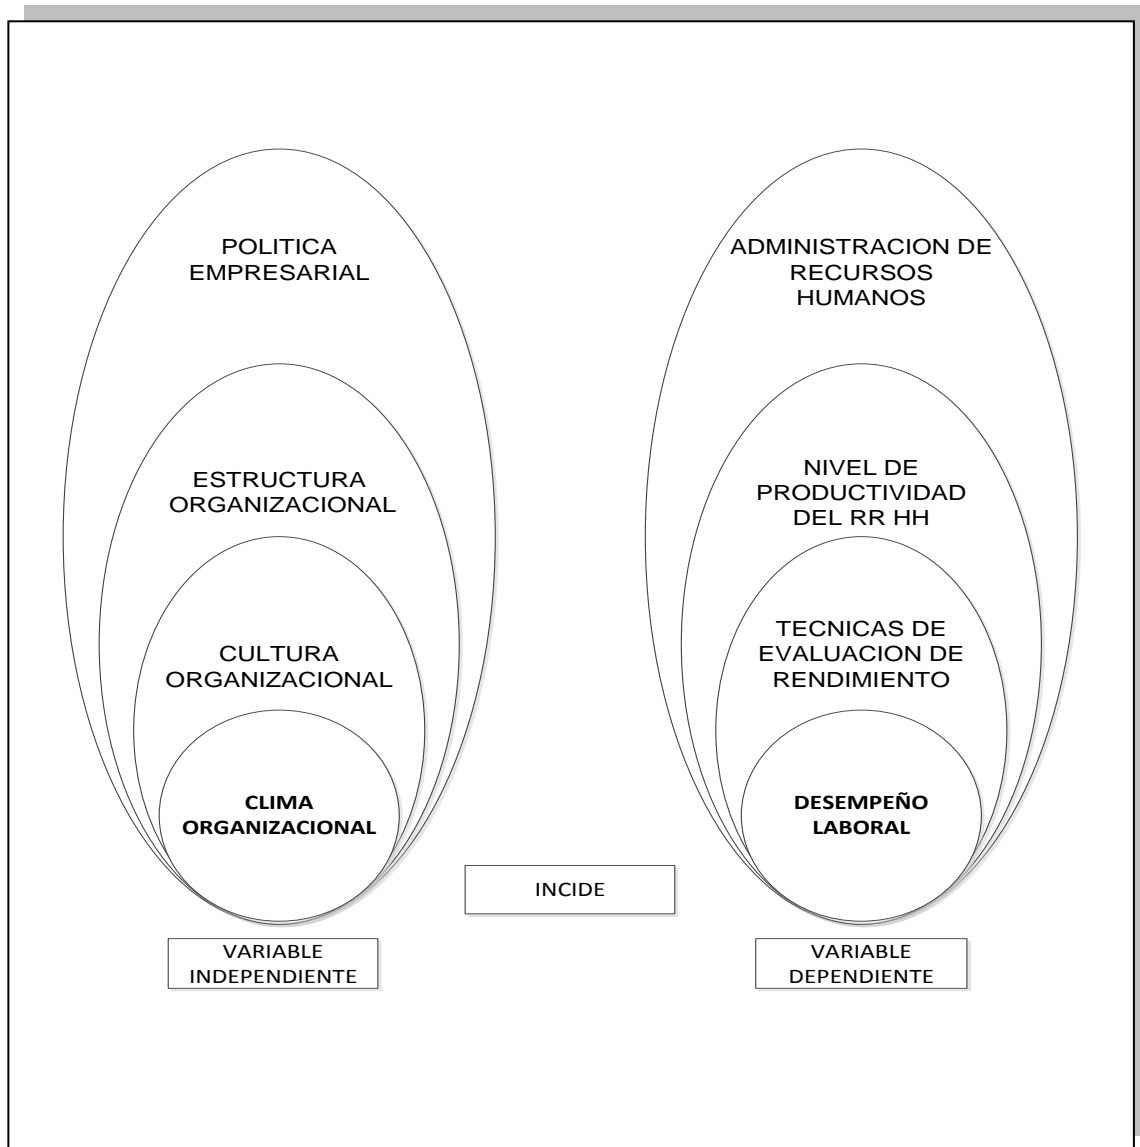 POLITICA
EMPRESARIAL
ESTRUCTURA
ORGANIZACIONAL
CULTURA
ORGANIZACIONAL
CLIMA
ORGANIZACIONAL
VARIABLE
INDEPENDIENTE
INCIDE
ADMINISTRACION DE
RECURSOS
HUMANOS
NIVEL DE
PRODUCTIVIDAD
DEL RR HH
TECNICAS DE
EVALUACION DE
RENDIMIENTO
DESEMPEÑO
LABORAL
VARIABLE
DEPENDIENTE